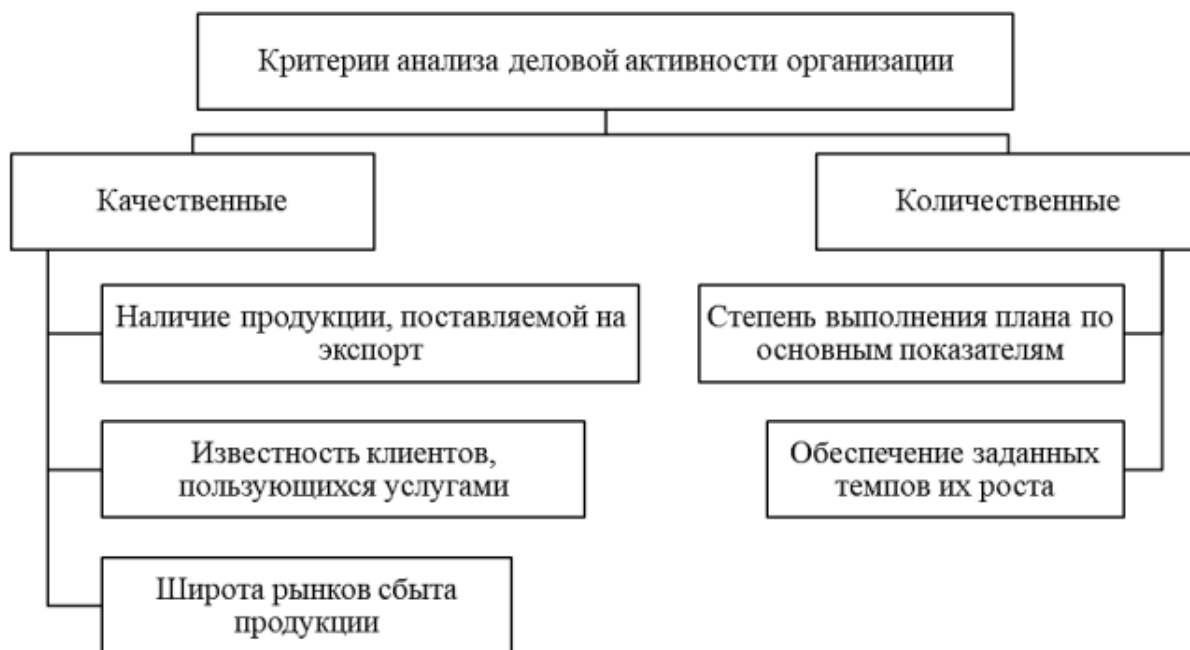 Критерии анализа деловой активности организации
Качественные
Количественные
Наличие продукции, поставляемой на
экспорт
Степень выполнения плана по
основным показателям
Известность клиентов,
пользующихся услугами
Обеспечение заданных
темпов их роста
Широта рынков сбыта
продукции